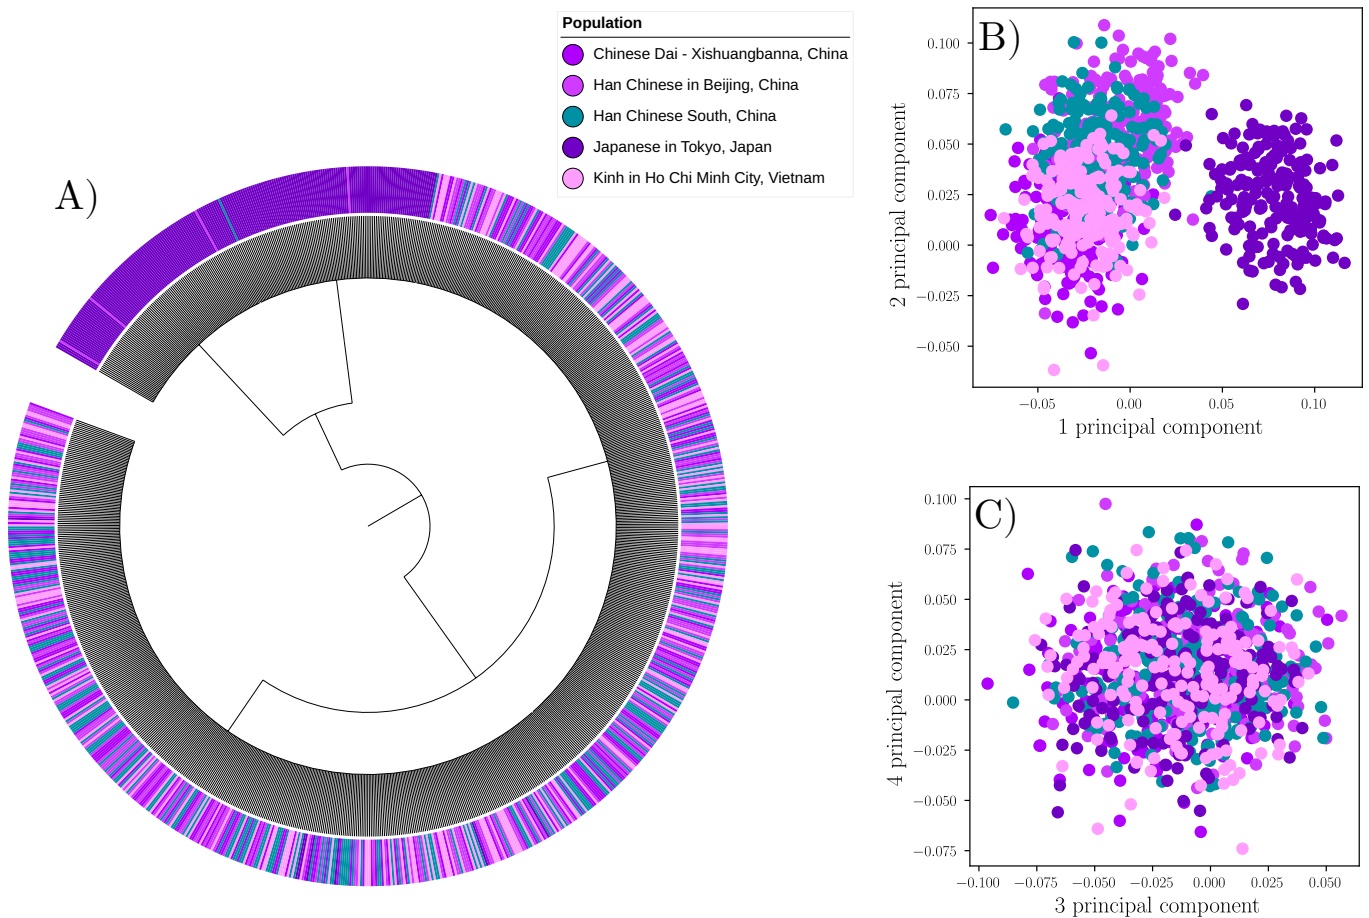 Population
Chinese Dai - Xishuangbanna, China
Han Chinese in Beijing, China
Han Chinese South, China
Japanese in Tokyo, Japan
Kinh in Ho Chi Minh City, Vietnam
A)
B)
0.100
0.075
0.050
0.025
0.000
−0.025
−0.050
2 principal component
−0.05
0.00
0.05
0.10
1 principal component
C)
0.100
0.075
0.050
0.025
0.000
−0.025
−0.050
−0.075
4 principal component
−0.100
−0.075
−0.050
−0.025
0.000
0.025
0.050
3 principal component